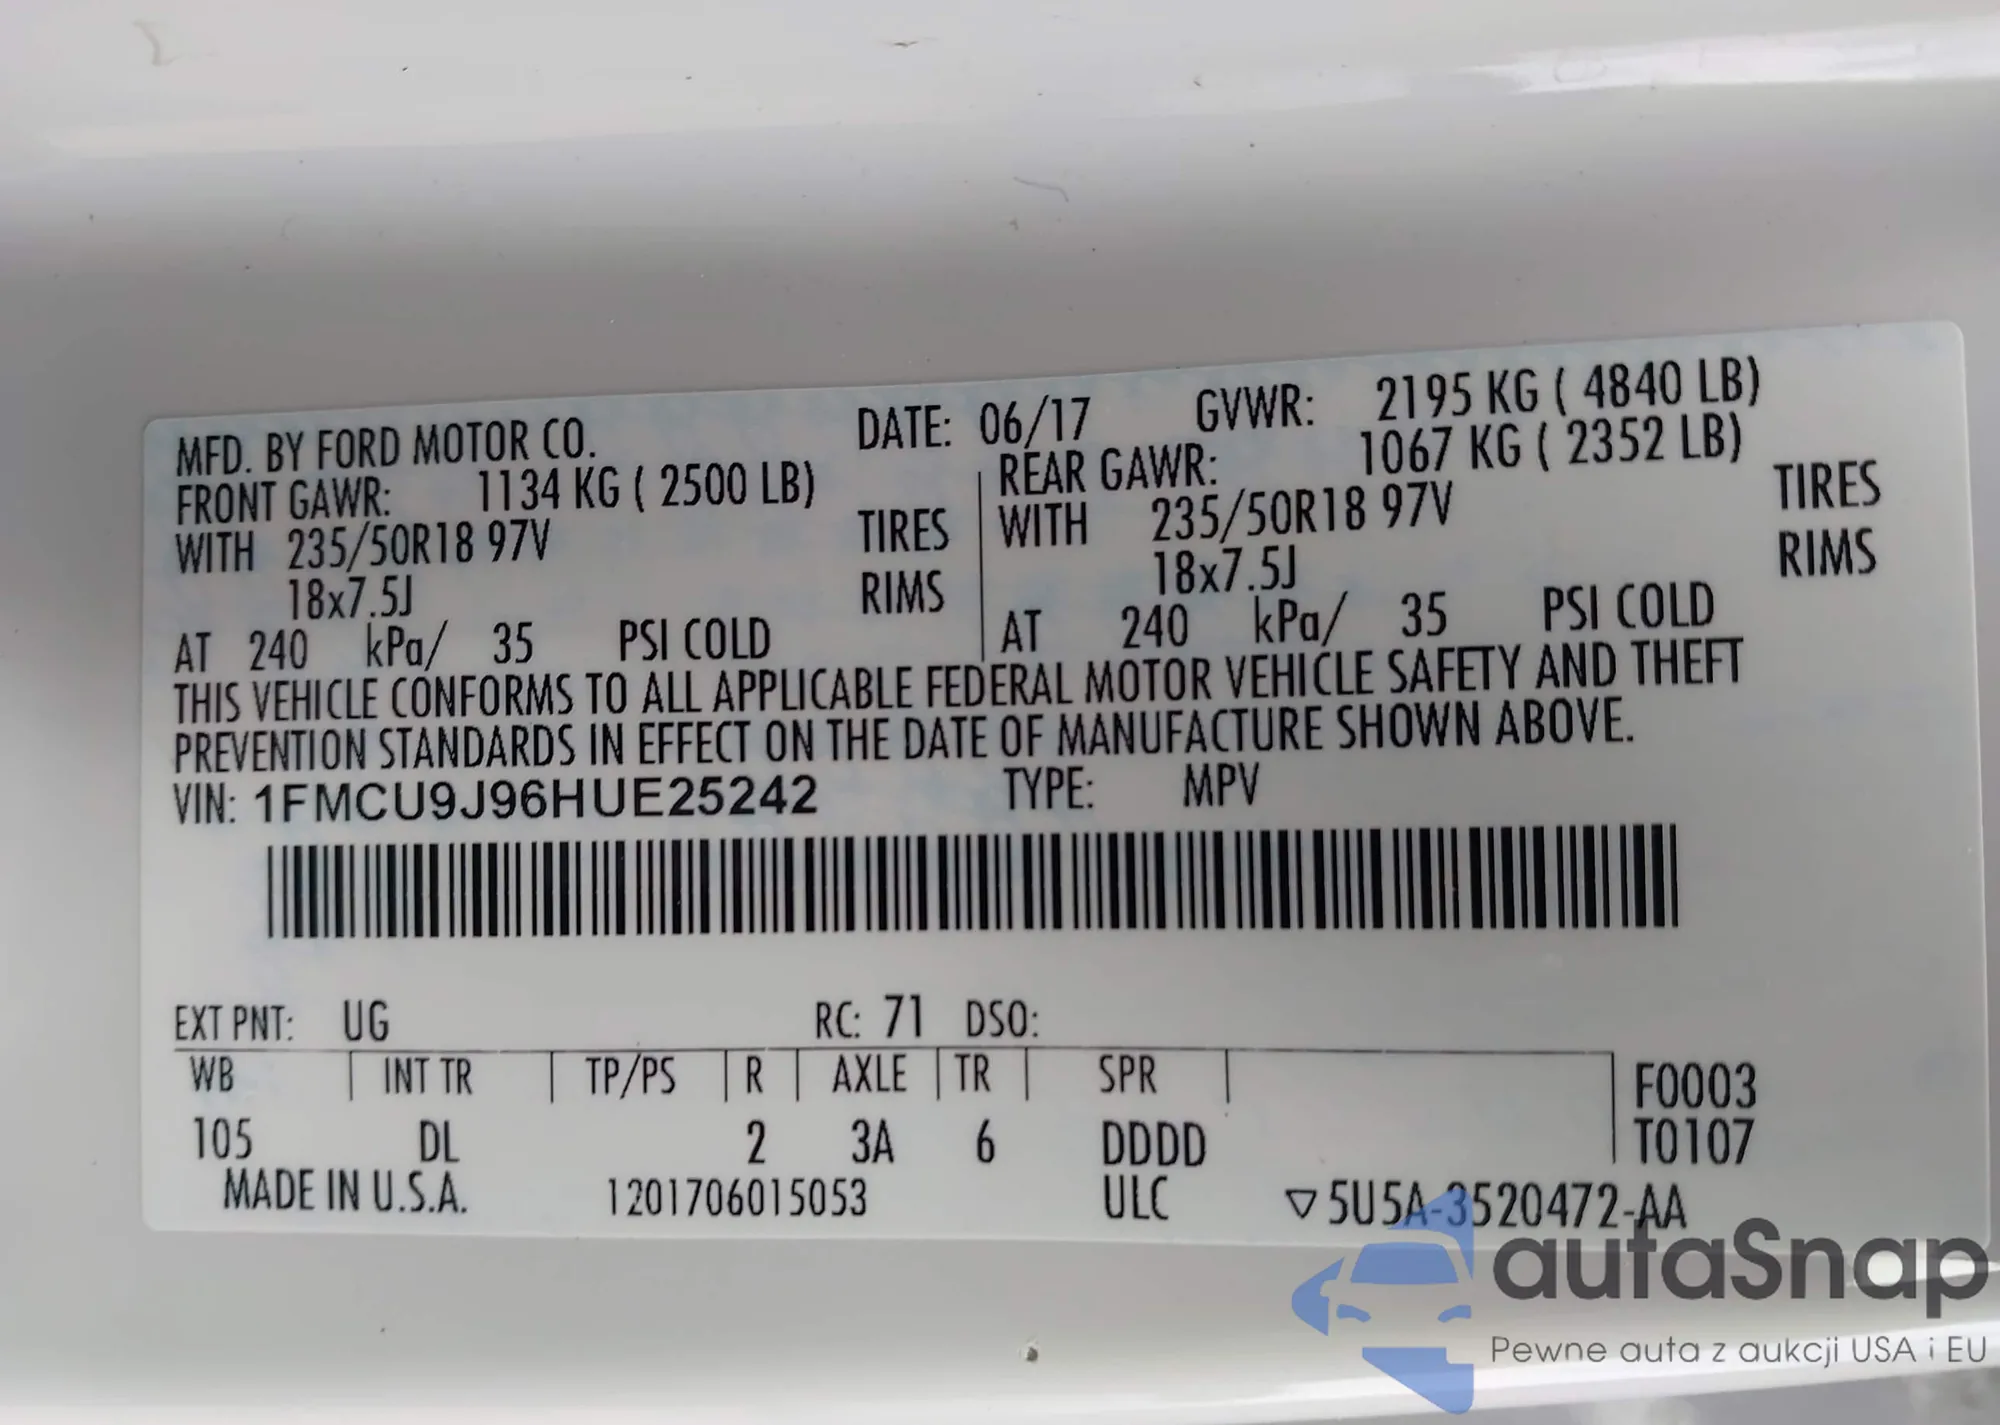 MFD. BY FORD MOTOR CO. DATE: 06/17 GVWR: 2195 KG ( 4840 LB)
FRONT GAWR: 1134 KG ( 2500 LB) REAR GAWR: 1067 KG ( 2352 LB)
WITH 235/50R18 97V TIRES WITH 235/50R18 97V TIRES
18x7.5J RIMS 18x7.5J RIMS
AT 240 kPa/ 35 PSI COLD AT 240 kPa/ 35 PSI COLD
THIS VEHICLE CONFORMS TO ALL APPLICABLE FEDERAL MOTOR VEHICLE SAFETY AND THEFT
PREVENTION STANDARDS IN EFFECT ON THE DATE OF MANUFACTURE SHOWN ABOVE.
VIN: 1FMCU9J96HUE25242 TYPE: MPV
EXT PNT: UG RC: 71 DSO:
WB INT TR TP/PS R AXLE TR SPR F0003
105 DL 2 3A 6 DDDD T0107
MADE IN U.S.A. 1201706015053 ULC ▽5U5A-3520472-AA
autaSnap
Pewne auta z aukcji USA i EU